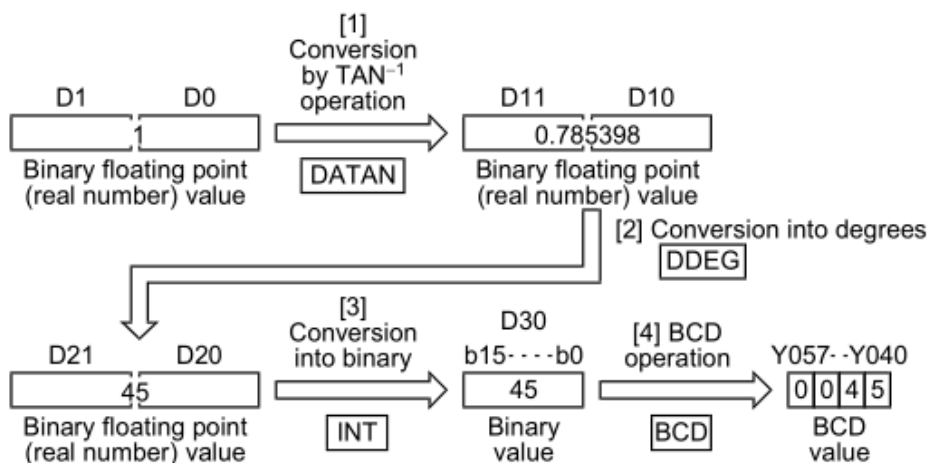 [1]
Conversion
by TAN⁻¹
operation
D1 D0
1
Binary floating point
(real number) value
DATAN
D11 D10
0.785398
Binary floating point
(real number) value
[2] Conversion into degrees
DDEG
D21 D20
45
Binary floating point
(real number) value
[3]
Conversion
into binary
INT
D30
b15----b0
45
Binary
value
[4] BCD
operation
BCD
Y057--Y040
0 0 4 5
BCD
value